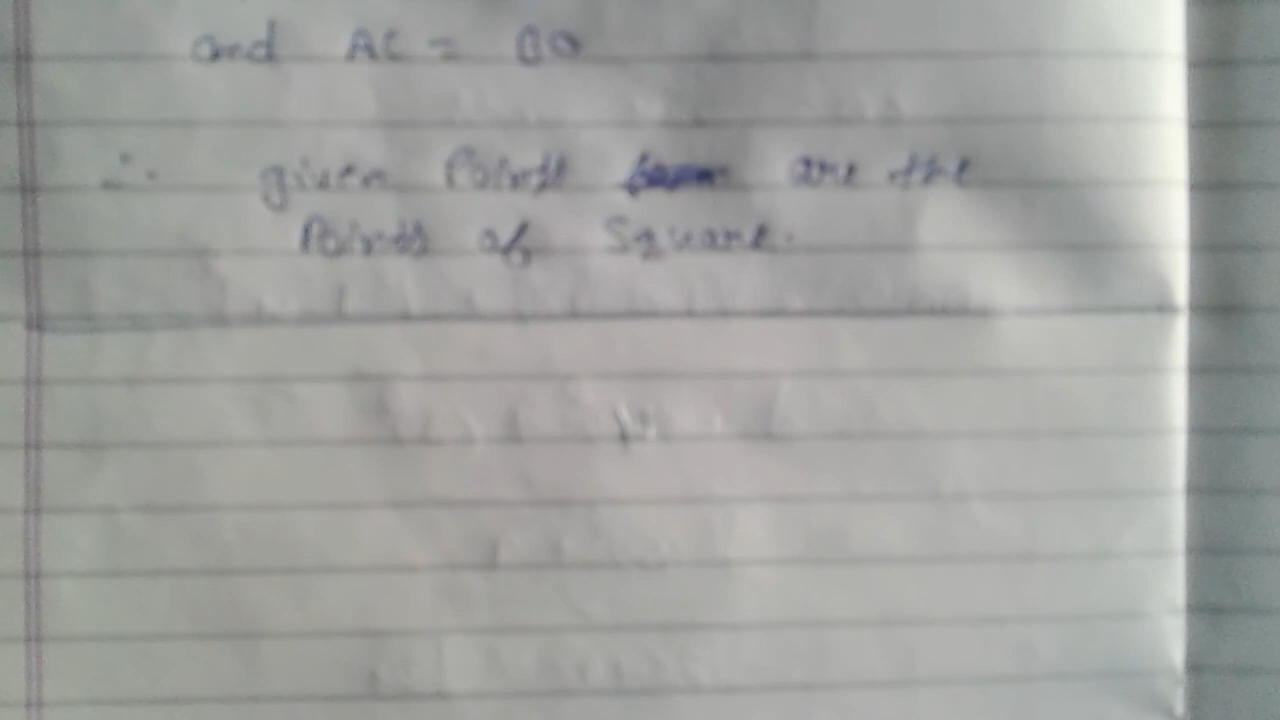 and AC = BD
∴ given Points are the
Points of Square.